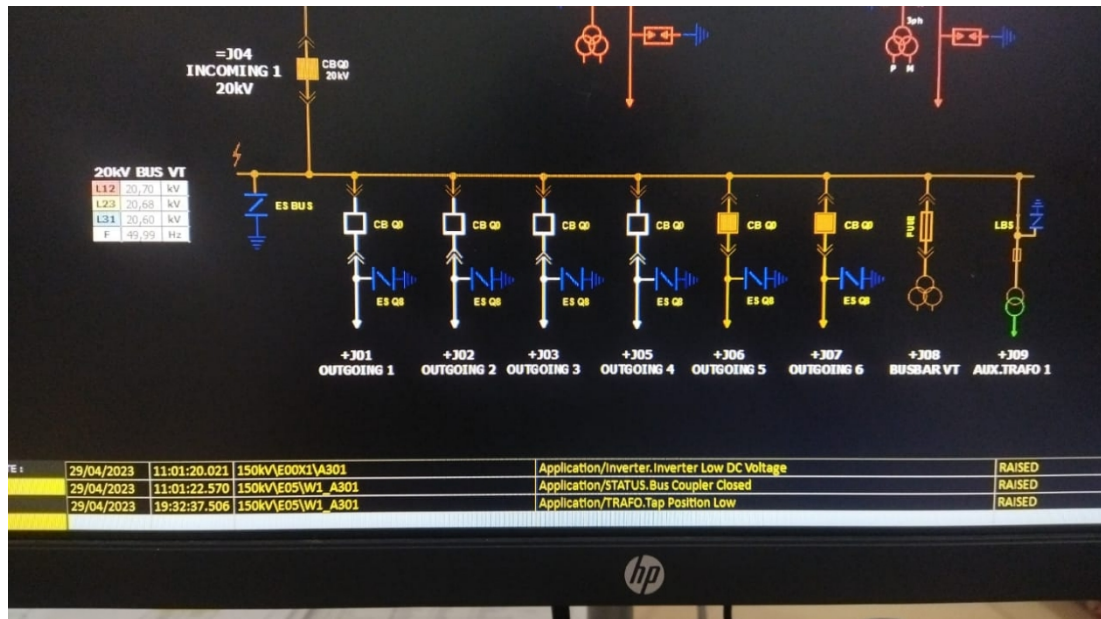 3ph
P M
=J04
INCOMING 1
20kV
CB Q0
20kV
20kV BUS VT
L12 20,70 kV
L23 20,68 kV
L31 20,60 kV
F 49,99 Hz
ES BUS
CB Q0 CB Q0 CB Q0 CB Q0 CB Q0 CB Q0 FUSE LBS
ES Q8 ES Q8 ES Q8 ES Q8 ES Q8 ES Q8
+J01 +J02 +J03 +J05 +J06 +J07 +J08 +J09
OUTGOING 1 OUTGOING 2 OUTGOING 3 OUTGOING 4 OUTGOING 5 OUTGOING 6 BUSBAR VT AUX.TRAFO 1
TE : 29/04/2023 11:01:20.021 150kV\E00X1\A301 Application/Inverter.Inverter Low DC Voltage RAISED
29/04/2023 11:01:22.570 150kV\E05\W1_A301 Application/STATUS.Bus Coupler Closed RAISED
29/04/2023 19:32:37.506 150kV\E05\W1_A301 Application/TRAFO.Tap Position Low RAISED
hp